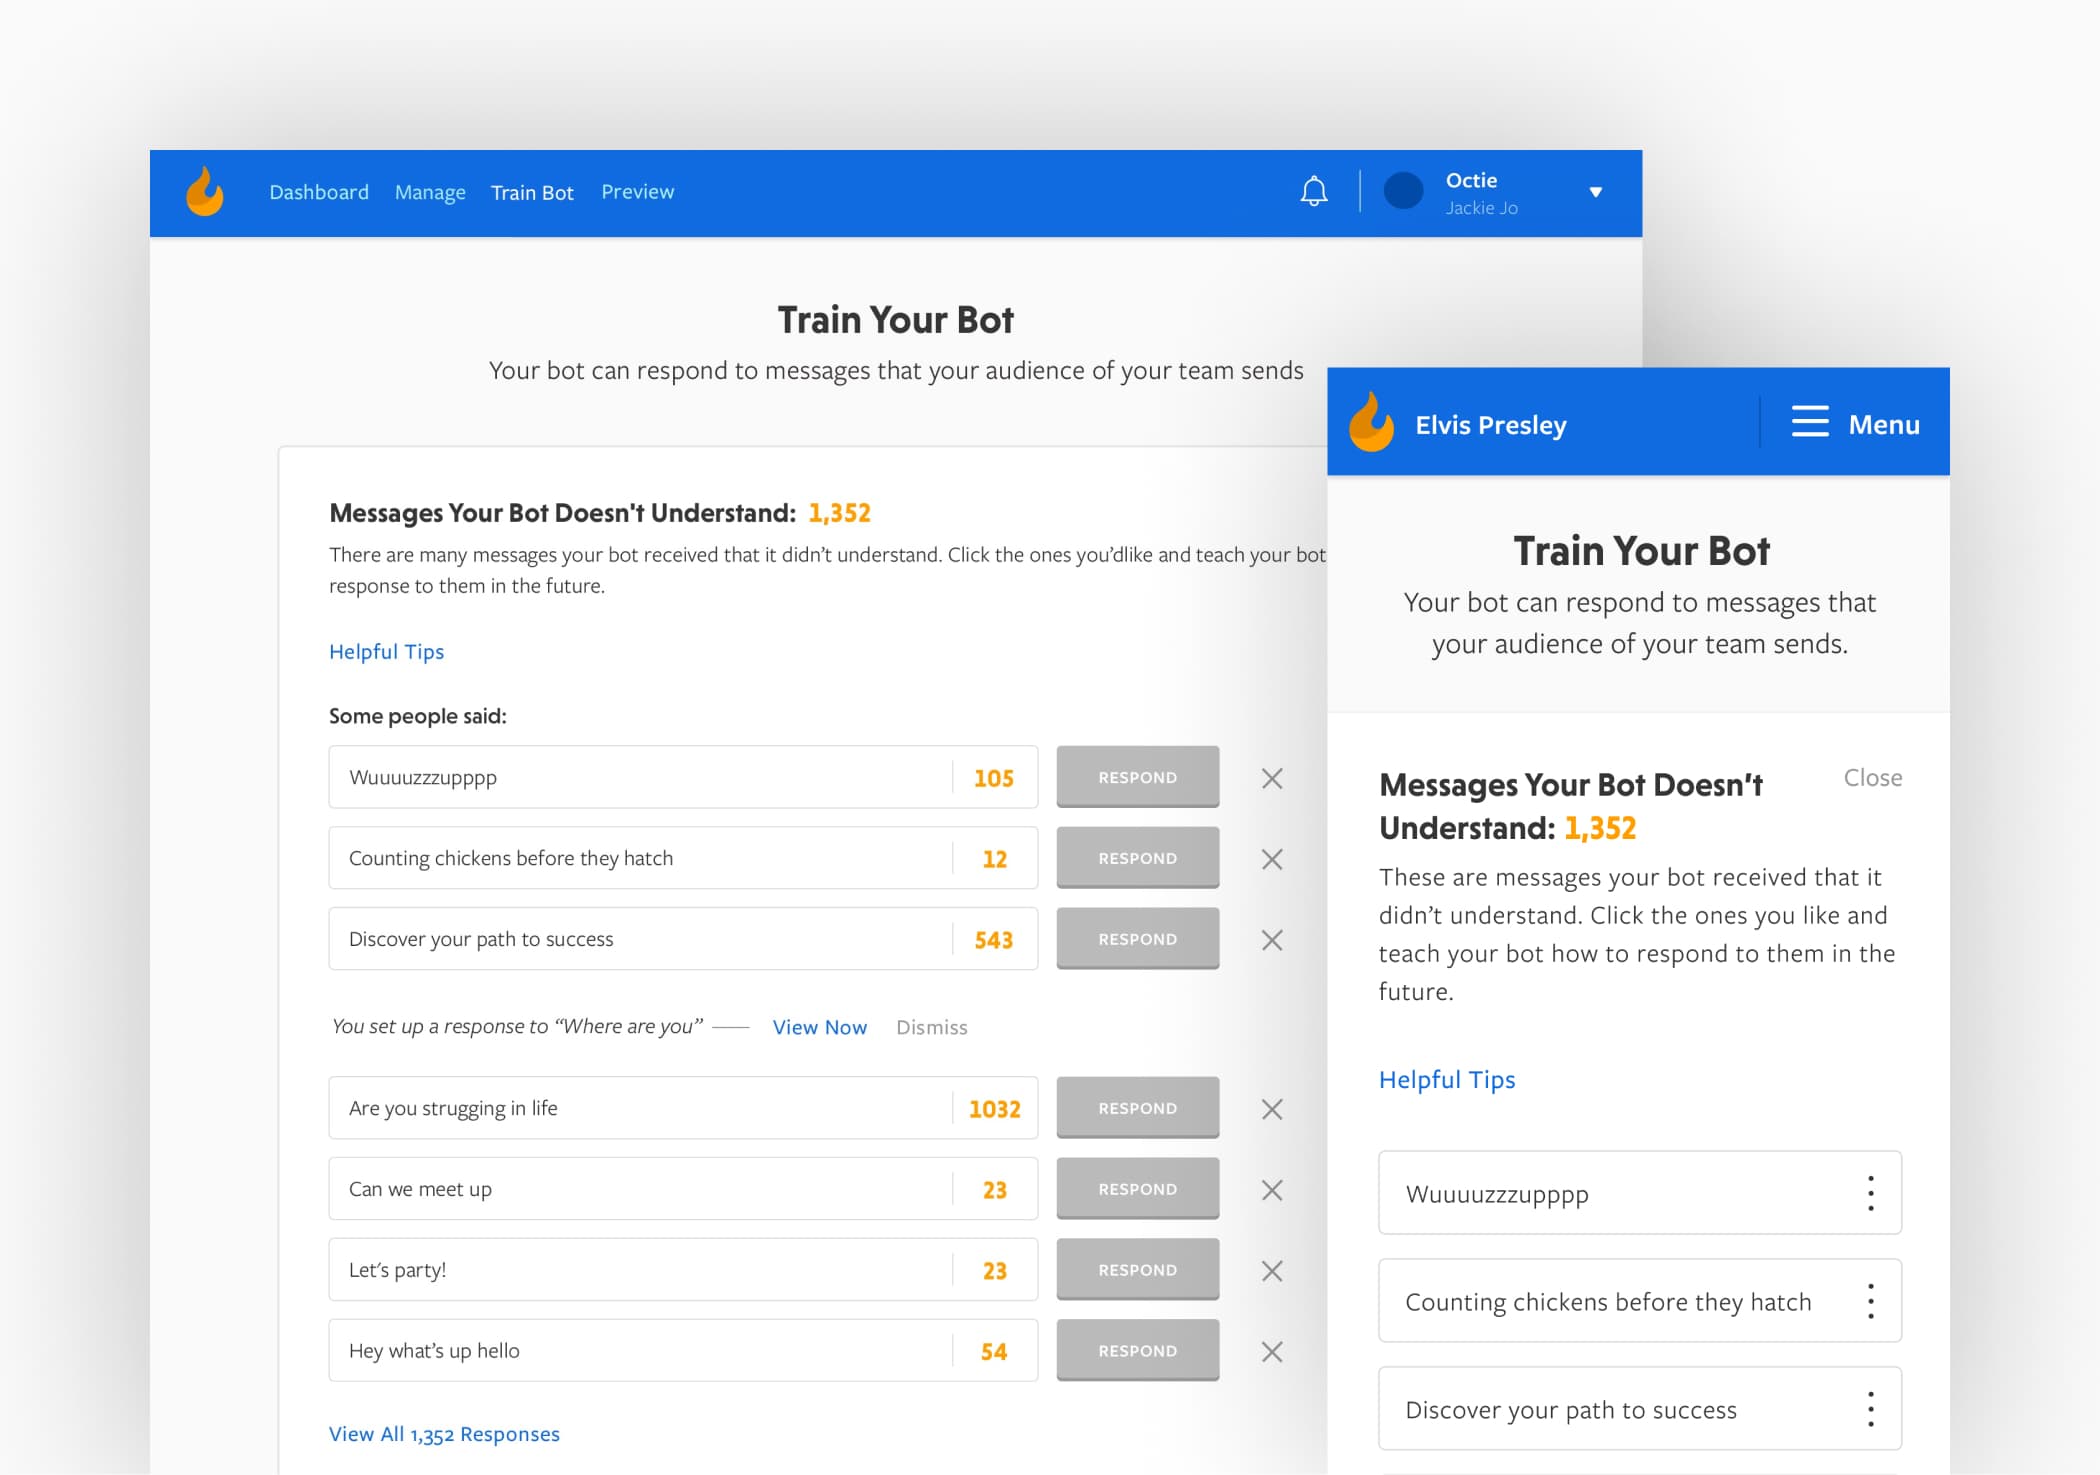 Dashboard Manage Train Bot Preview
Octie
Jackie Jo
Train Your Bot
Your bot can respond to messages that your audience of your team sends
Messages Your Bot Doesn't Understand: 1,352
There are many messages your bot received that it didn't understand. Click the ones you'dlike and teach your bot
response to them in the future.
Helpful Tips
Some people said:
Wuuuuzzzupppp 105 RESPOND
Counting chickens before they hatch 12 RESPOND
Discover your path to success 543 RESPOND
You set up a response to “Where are you” View Now Dismiss
Are you strugging in life 1032 RESPOND
Can we meet up 23 RESPOND
Let's party! 23 RESPOND
Hey what's up hello 54 RESPOND
View All 1,352 Responses
Elvis Presley Menu
Train Your Bot
Your bot can respond to messages that
your audience of your team sends.
Messages Your Bot Doesn't Close
Understand: 1,352
These are messages your bot received that it
didn't understand. Click the ones you like and
teach your bot how to respond to them in the
future.
Helpful Tips
Wuuuuzzzupppp
Counting chickens before they hatch
Discover your path to success